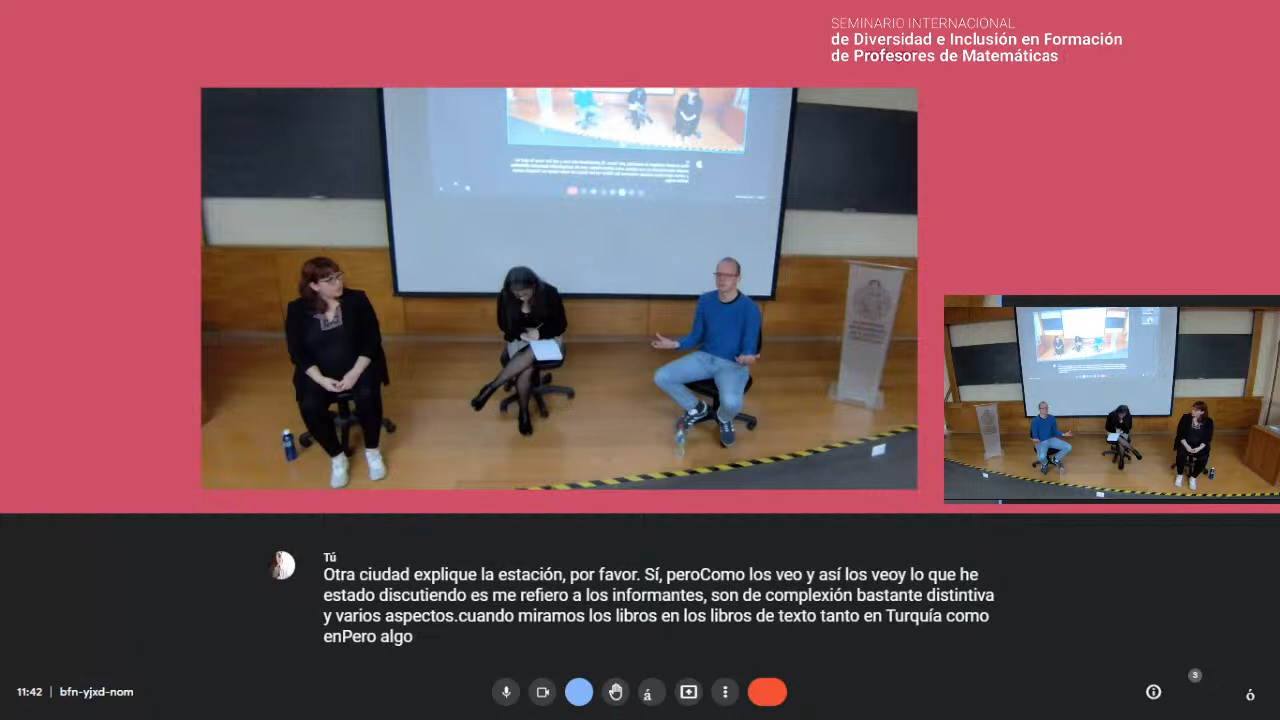 SEMINARIO INTERNACIONAL
de Diversidad e Inclusión en Formación
de Profesores de Matemáticas
Tú
Otra ciudad explique la estación, por favor. Sí, peroComo los veo y así los veoy lo que he
estado discutiendo es me refiero a los informantes, son de complexión bastante distintiva
y varios aspectos.cuando miramos los libros en los libros de texto tanto en Turquía como
enPero algo
11:42 | bfn-yjxd-nom
á
3
ó